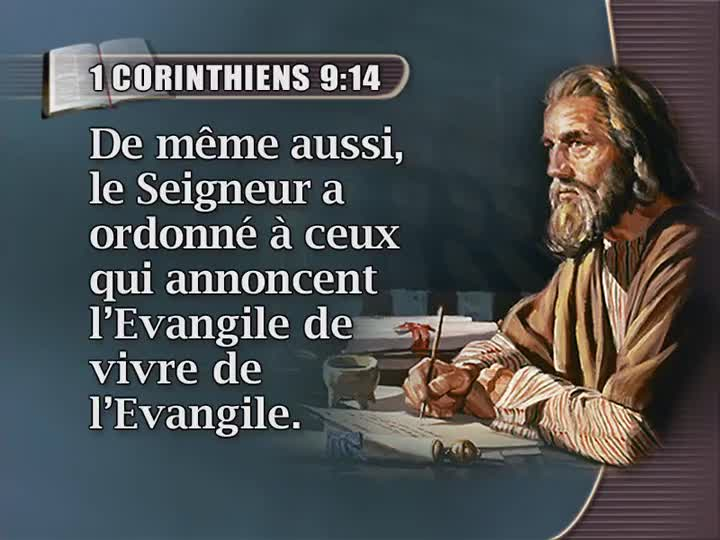 1 CORINTHIENS 9:14
De même aussi,
le Seigneur a
ordonné à ceux
qui annoncent
l’Evangile de
vivre de
l’Evangile.